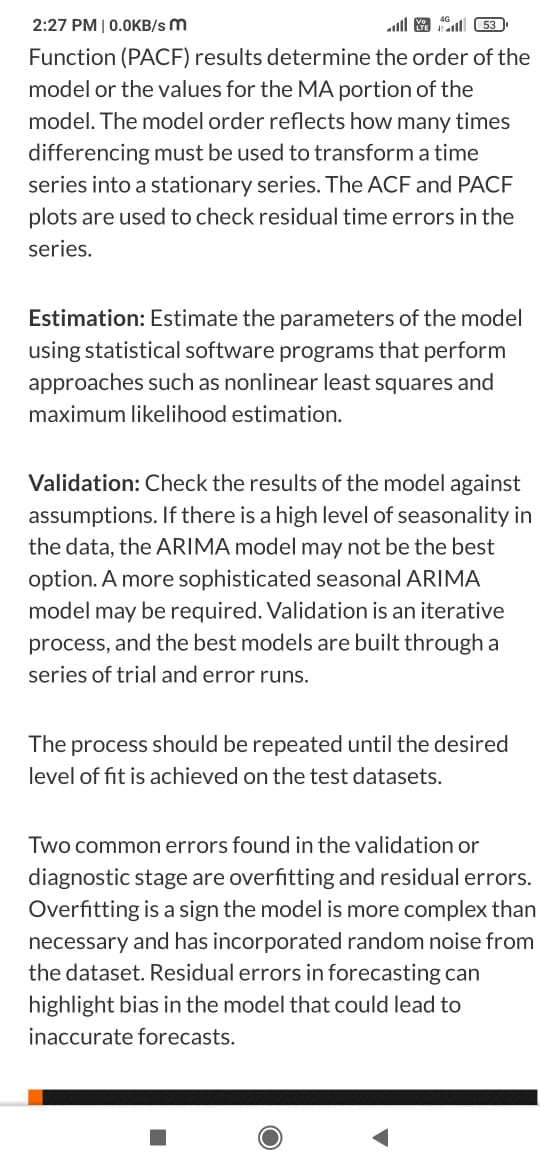 2:27 PM | 0.0KB/s m Vo LTE 4G 53
Function (PACF) results determine the order of the
model or the values for the MA portion of the
model. The model order reflects how many times
differencing must be used to transform a time
series into a stationary series. The ACF and PACF
plots are used to check residual time errors in the
series.
Estimation: Estimate the parameters of the model
using statistical software programs that perform
approaches such as nonlinear least squares and
maximum likelihood estimation.
Validation: Check the results of the model against
assumptions. If there is a high level of seasonality in
the data, the ARIMA model may not be the best
option. A more sophisticated seasonal ARIMA
model may be required. Validation is an iterative
process, and the best models are built through a
series of trial and error runs.
The process should be repeated until the desired
level of fit is achieved on the test datasets.
Two common errors found in the validation or
diagnostic stage are overfitting and residual errors.
Overfitting is a sign the model is more complex than
necessary and has incorporated random noise from
the dataset. Residual errors in forecasting can
highlight bias in the model that could lead to
inaccurate forecasts.